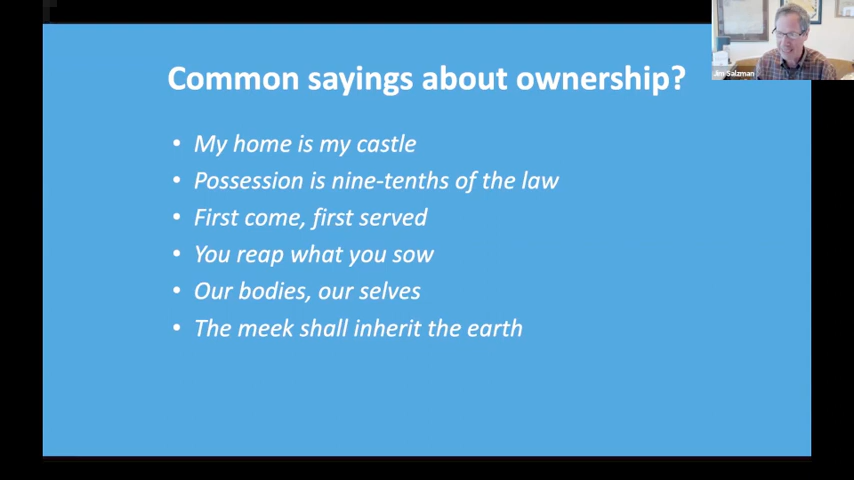 Common sayings about ownership?
• My home is my castle
• Possession is nine-tenths of the law
• First come, first served
• You reap what you sow
• Our bodies, our selves
• The meek shall inherit the earth
Jim Salzman